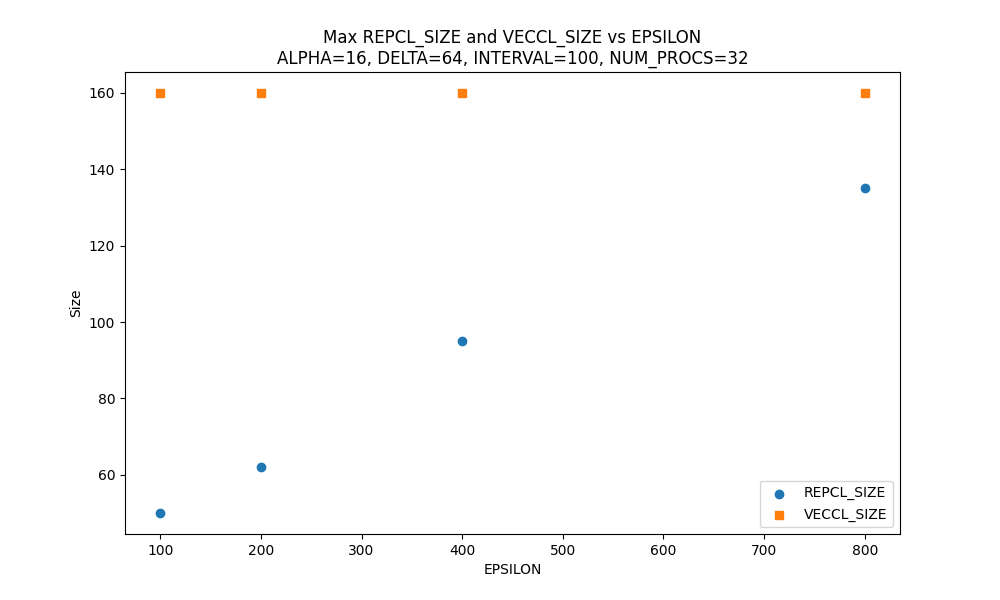 Max REPCL_SIZE and VECCL_SIZE vs EPSILON
ALPHA=16, DELTA=64, INTERVAL=100, NUM_PROCS=32
160
140
120
100
80
60
Size
REPCL_SIZE
VECCL_SIZE
100 200 300 400 500 600 700 800
EPSILON